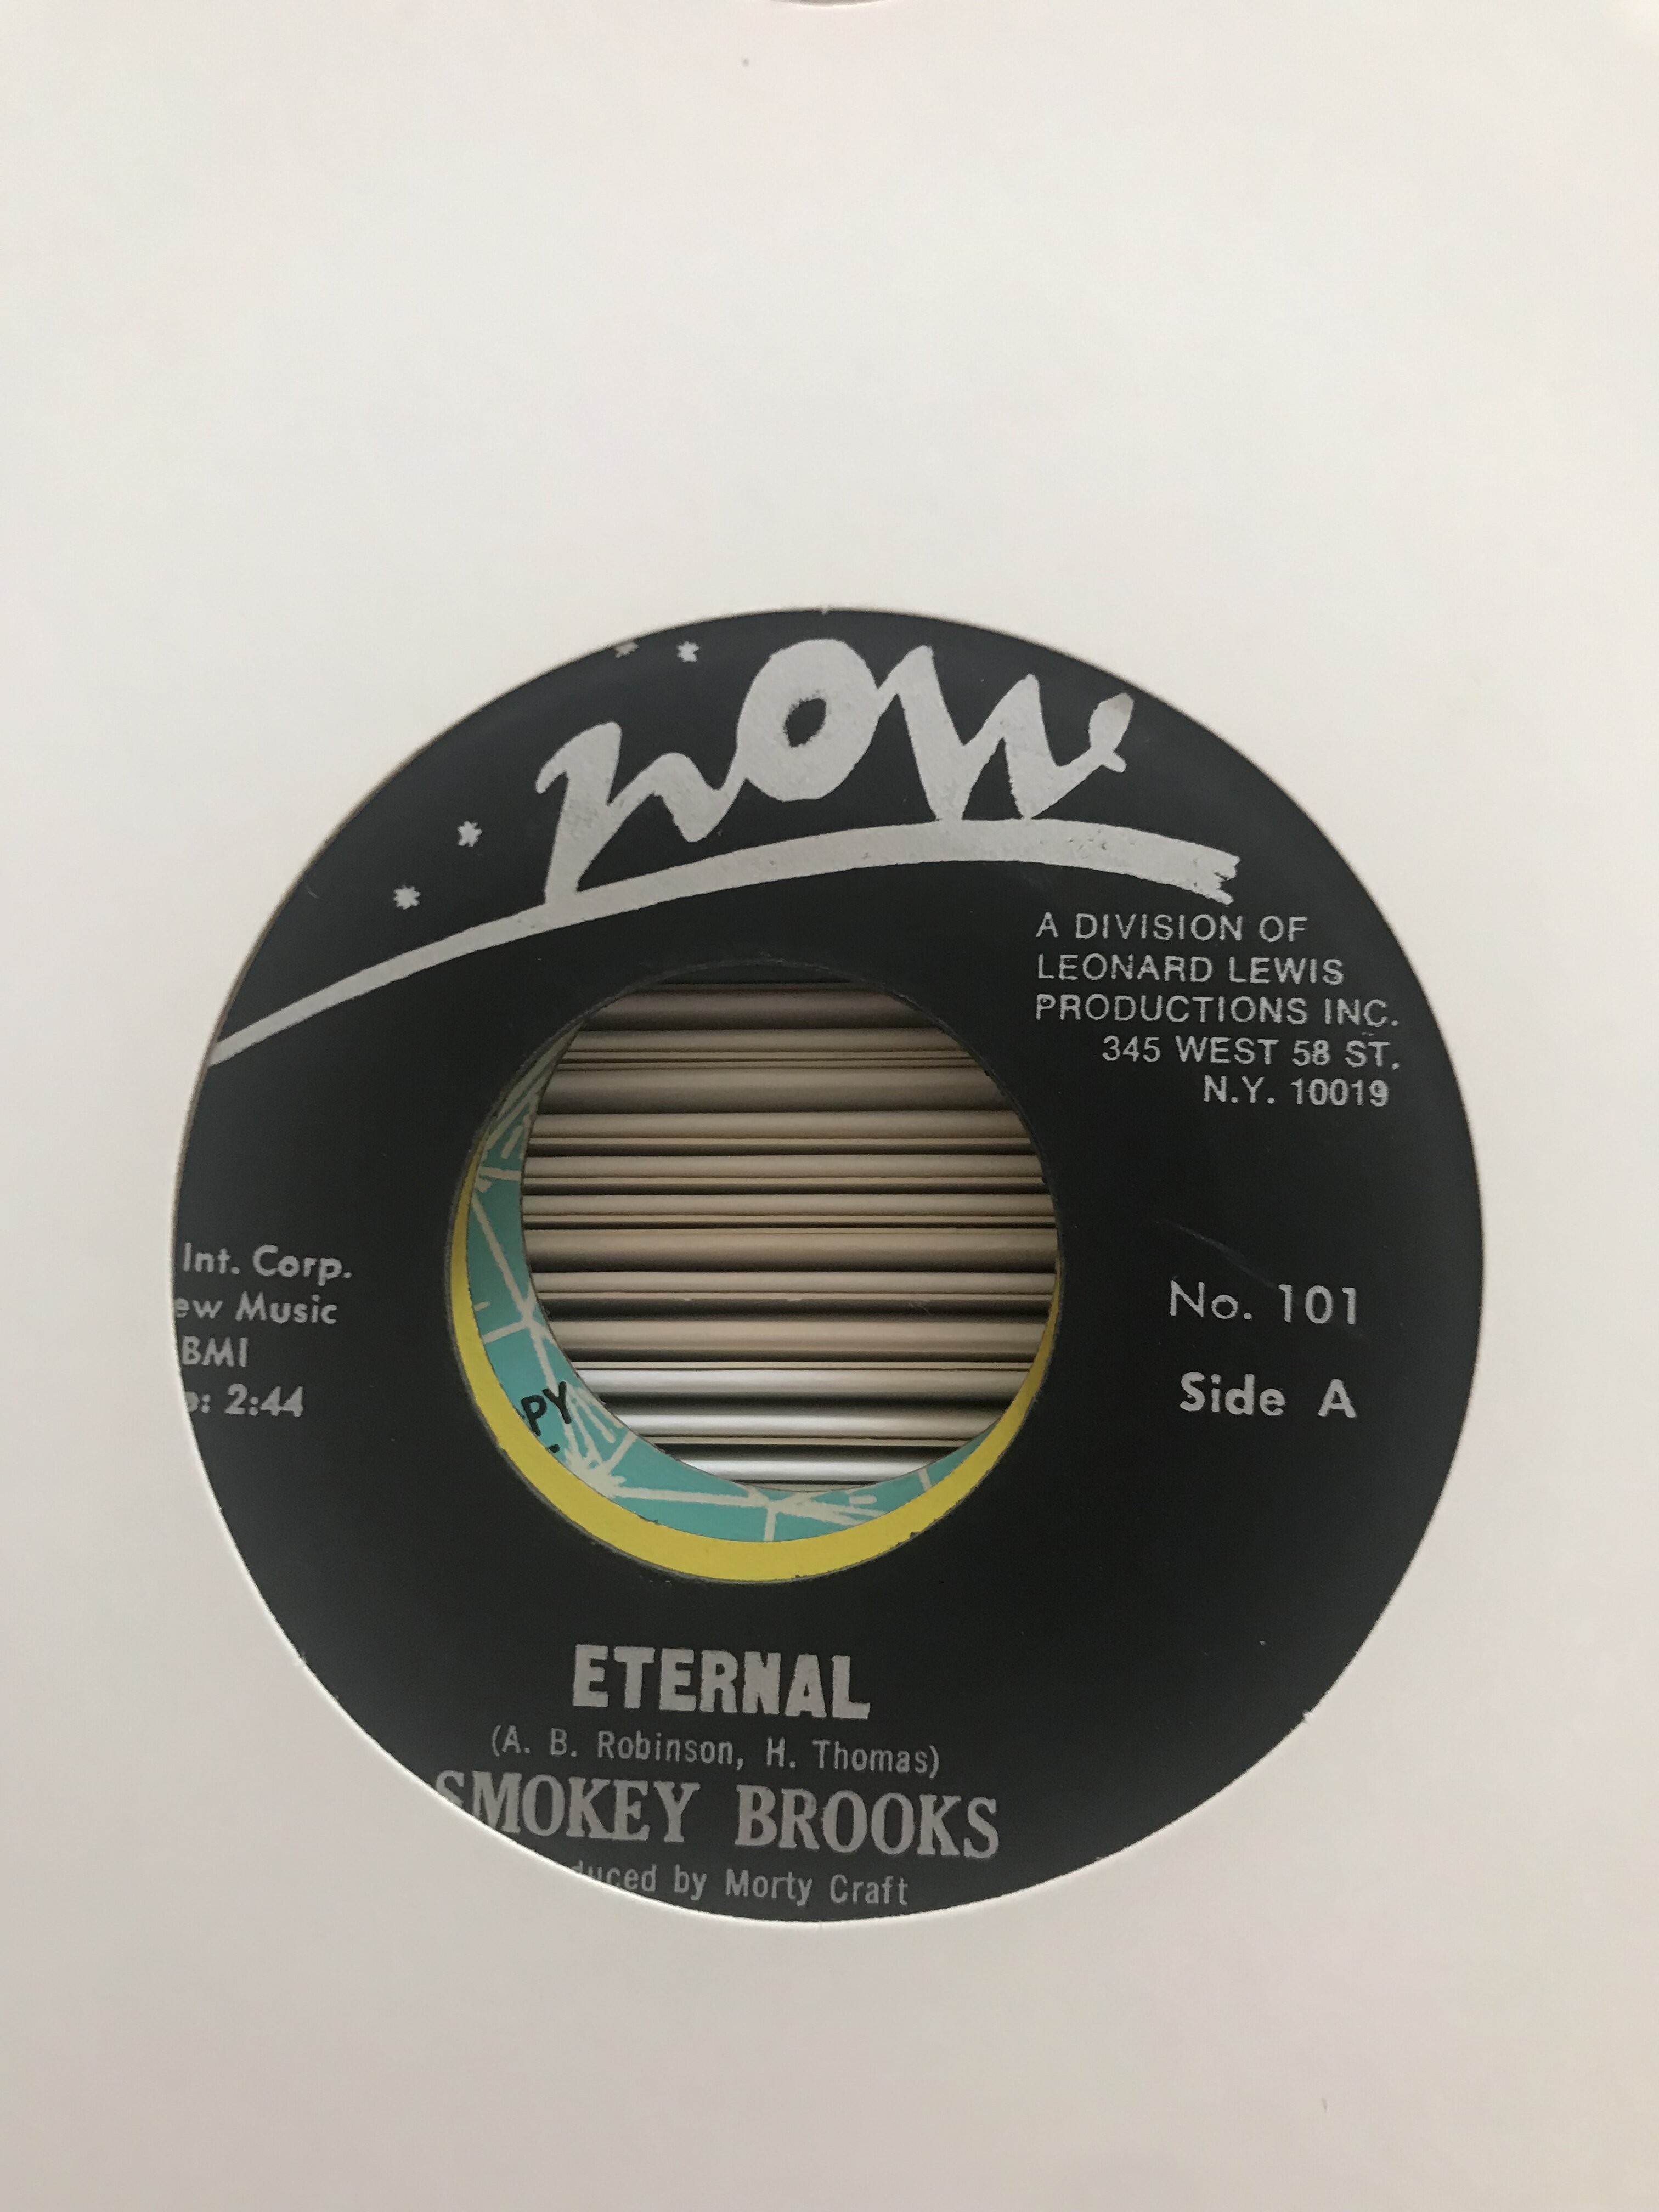 now
A DIVISION OF
LEONARD LEWIS
PRODUCTIONS INC.
345 WEST 58 ST.
N.Y. 10019
Int. Corp.
ew Music
BMI
: 2:44
No. 101
Side A
PY
ETERNAL
(A. B. Robinson, H. Thomas)
SMOKEY BROOKS
duced by Morty Craft